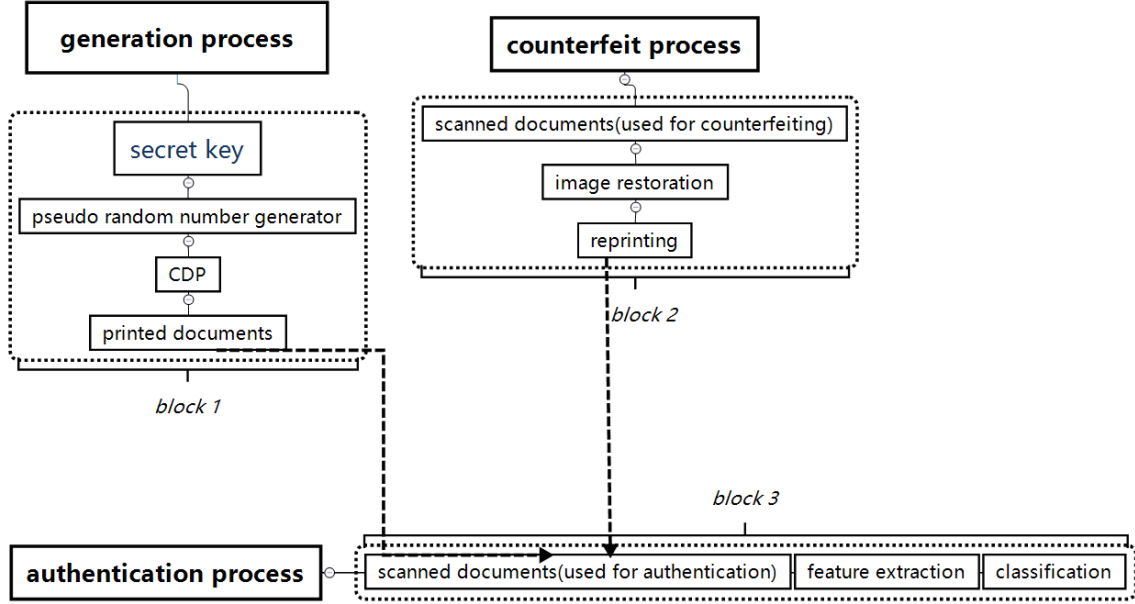 generation process
secret key
pseudo random number generator
CDP
printed documents
block 1
counterfeit process
scanned documents(used for counterfeiting)
image restoration
reprinting
block 2
block 3
authentication process
scanned documents(used for authentication)
feature extraction
classification